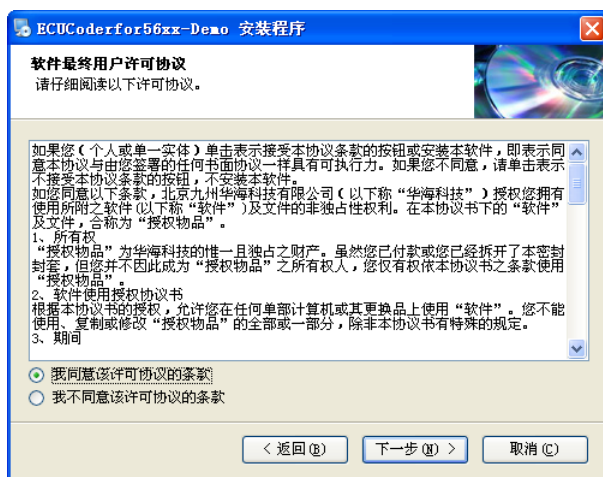 ECUCoderfor56xx-Demo 安装程序
软件最终用户许可协议
请仔细阅读以下许可协议。
如果您（个人或单一实体）单击表示接受本协议条款的按钮或安装本软件，即表示同
意本协议与由您签署的任何书面协议一样具有可执行力。如果您不同意，请单击表示
不接受本协议条款的按钮，不安装本软件。
如您同意以下条款，北京九州华海科技有限公司（以下称“华海科技”）授权您拥有
使用所附之软件(以下称“软件”)及文件的非独占性权利。在本协议书下的“软件”
及文件，合称为“授权物品”。
1、所有权
“授权物品”为华海科技的惟一且独占之财产。虽然您已付款或您已经拆开了本密封
封套，但您并不因此成为“授权物品”之所有权人，您仅有权依本协议书之条款使用
“授权物品”。
2、软件使用授权协议书
根据本协议书的授权，允许您在任何单部计算机或其更换品上使用“软件”。您不能
使用、复制或修改“授权物品”的全部或一部分，除非本协议书有特殊的规定。
3、期间
我同意该许可协议的条款
我不同意该许可协议的条款
< 返回(B)
下一步(N) >
取消(C)